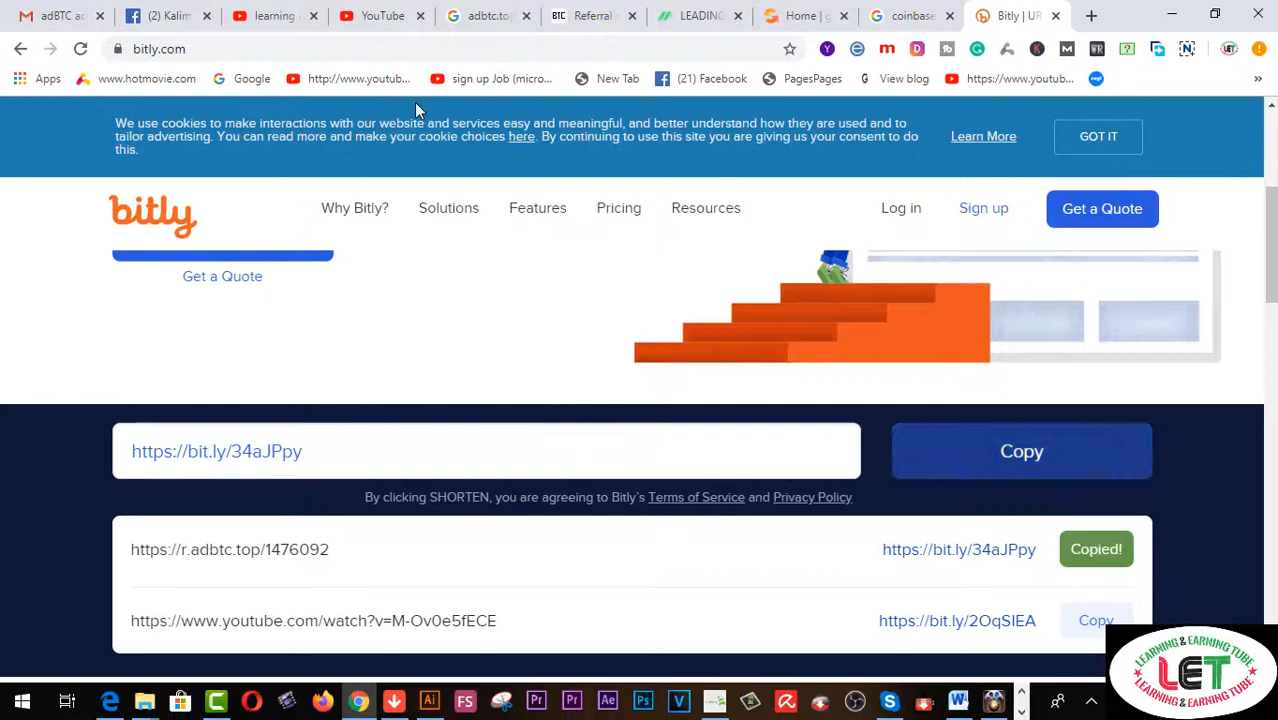 adBTC ac
(2) Kalim
learning
YouTube
adbtc.to
BTC Referral s
LEADING
Home | g
coinbase
Bitly | UR
bitly.com
Apps
www.hotmovie.com
Google
http://www.youtub...
sign up Job (micro...
New Tab
(21) Facebook
PagesPages
View blog
https://www.youtub...
We use cookies to make interactions with our website and services easy and meaningful, and better understand how they are used and to
tailor advertising. You can read more and make your cookie choices here. By continuing to use this site you are giving us your consent to do
this.
Learn More
GOT IT
bitly
Why Bitly?
Solutions
Features
Pricing
Resources
Log in
Sign up
Get a Quote
Get a Quote
https://bit.ly/34aJPpy
Copy
By clicking SHORTEN, you are agreeing to Bitly's Terms of Service and Privacy Policy
https://r.adbtc.top/1476092
https://bit.ly/34aJPpy
Copied!
https://www.youtube.com/watch?v=M-Ov0e5fECE
https://bit.ly/2OqSIEA
Copy
LEARNING & EARNING TUBE
LET
LEARNING & EARNING TUBE